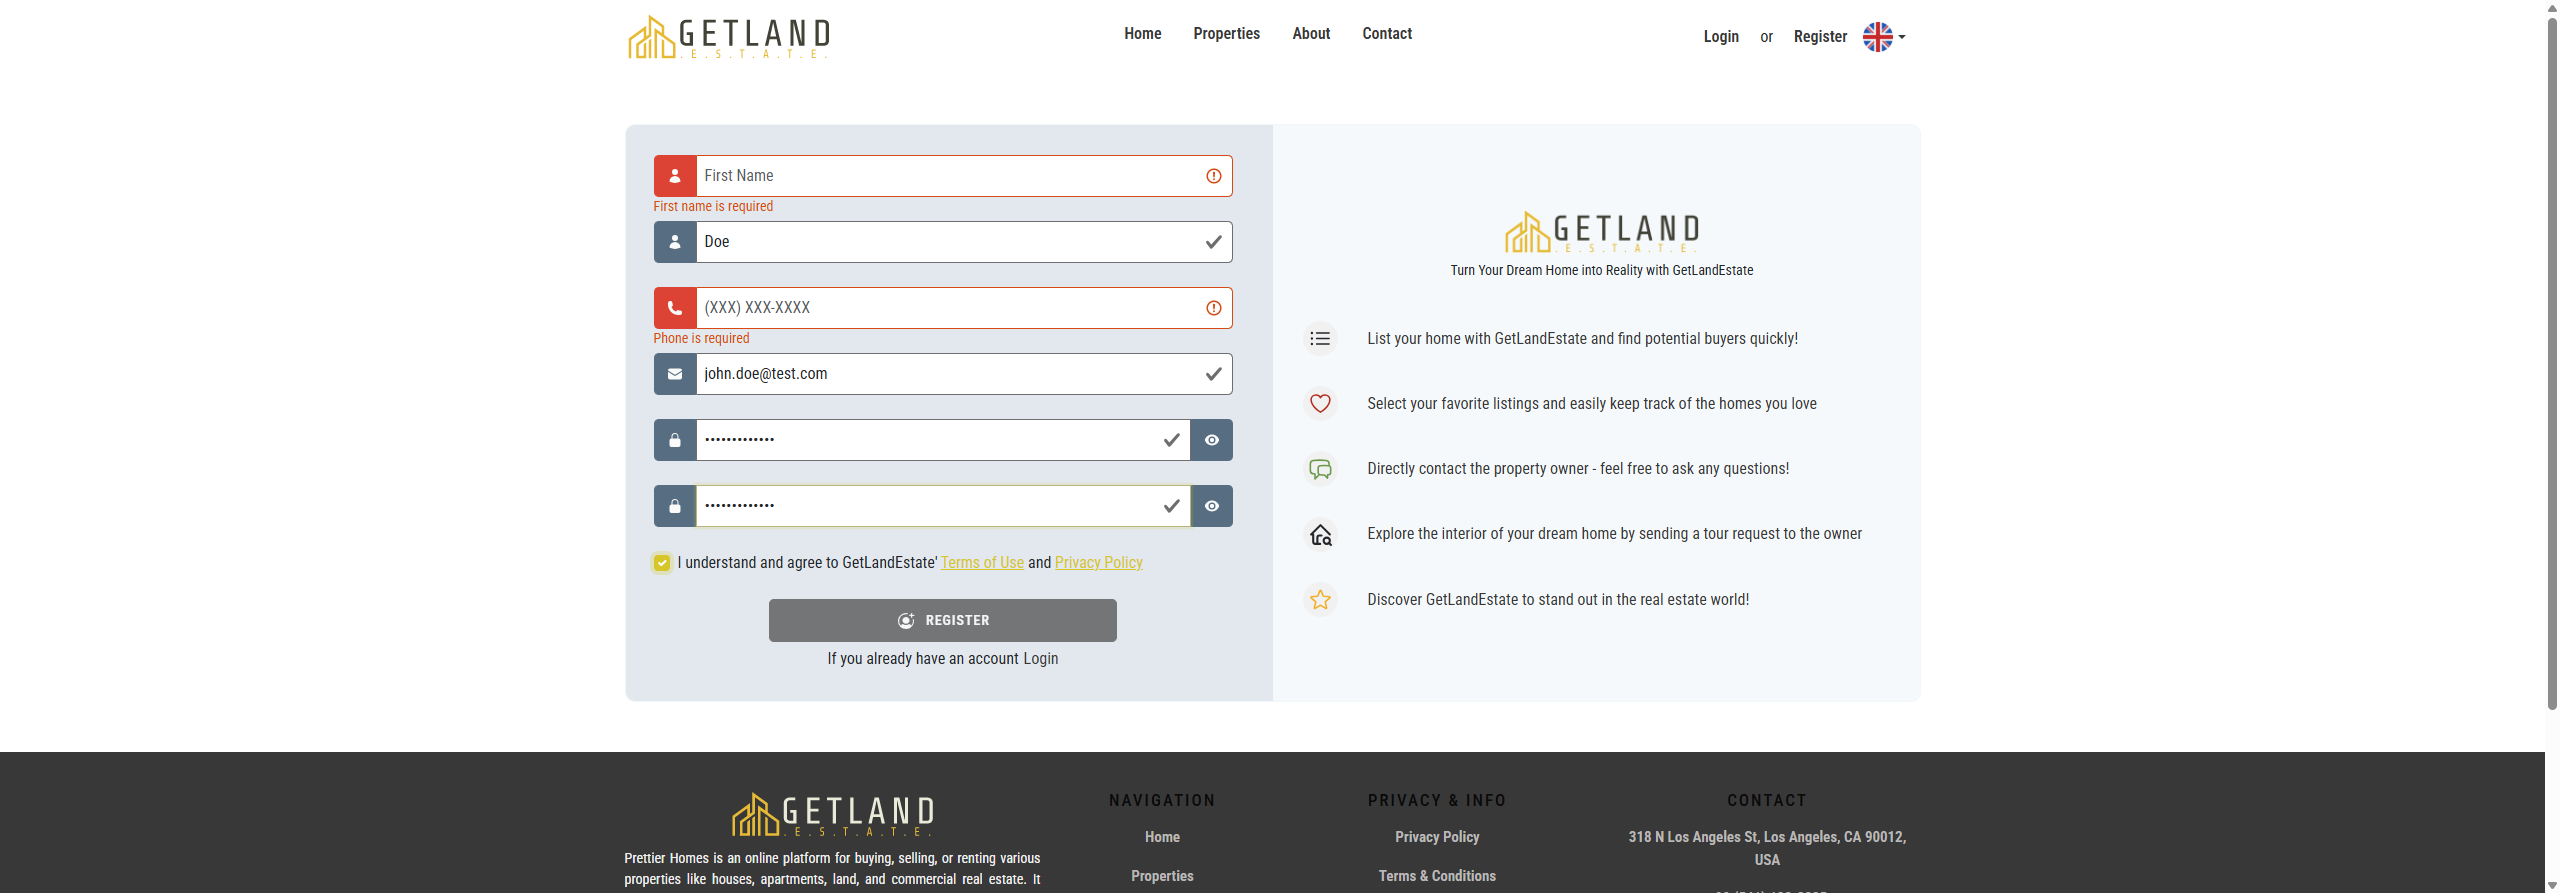 GETLAND
.E.S.T.A.T.E.
Home
Properties
About
Contact
Login
or
Register
First Name
First name is required
Doe
(XXX) XXX-XXXX
Phone is required
john.doe@test.com
•••••••••••••
•••••••••••••
I understand and agree to GetLandEstate' Terms of Use and Privacy Policy
REGISTER
If you already have an account Login
GETLAND
.E.S.T.A.T.E.
Turn Your Dream Home into Reality with GetLandEstate
List your home with GetLandEstate and find potential buyers quickly!
Select your favorite listings and easily keep track of the homes you love
Directly contact the property owner - feel free to ask any questions!
Explore the interior of your dream home by sending a tour request to the owner
Discover GetLandEstate to stand out in the real estate world!
GETLAND
.E.S.T.A.T.E.
Prettier Homes is an online platform for buying, selling, or renting various
properties like houses, apartments, land, and commercial real estate. It
NAVIGATION
Home
Properties
PRIVACY & INFO
Privacy Policy
Terms & Conditions
CONTACT
318 N Los Angeles St, Los Angeles, CA 90012,
USA